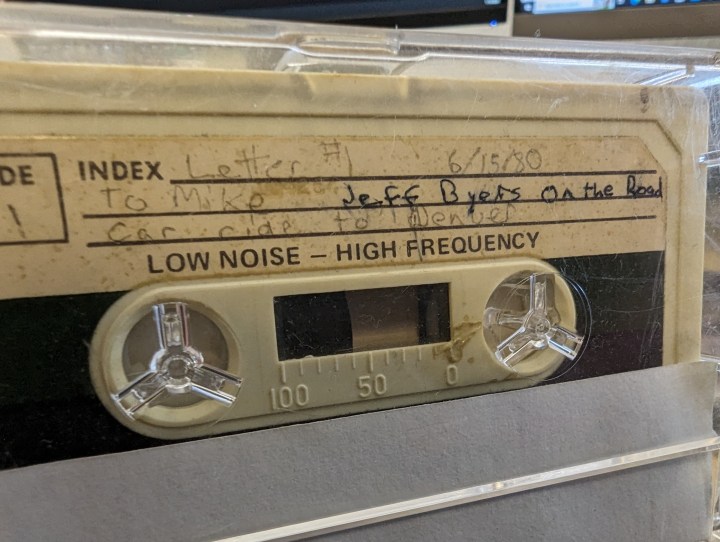 DE
1
INDEX Letter #1 6/15/80
To Mike Jeff Byers On the Road
car ride to Denver
LOW NOISE – HIGH FREQUENCY
100 50 0